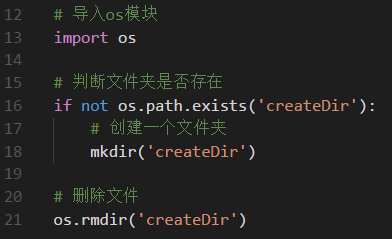 12 # 导入os模块
13 import os
14
15 # 判断文件夹是否存在
16 if not os.path.exists('createDir'):
17     # 创建一个文件夹
18     mkdir('createDir')
19
20 # 删除文件
21 os.rmdir('createDir')